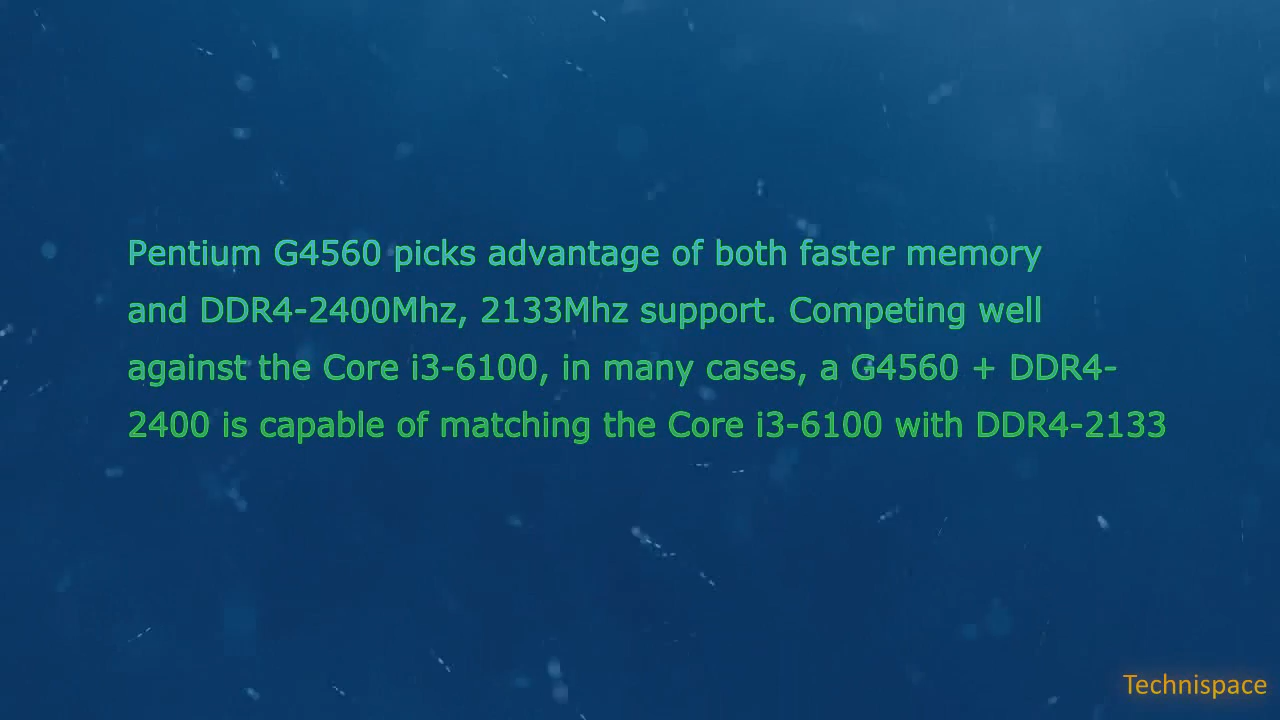 Pentium G4560 picks advantage of both faster memory
and DDR4-2400Mhz, 2133Mhz support. Competing well
against the Core i3-6100, in many cases, a G4560 + DDR4-
2400 is capable of matching the Core i3-6100 with DDR4-2133
Technispace